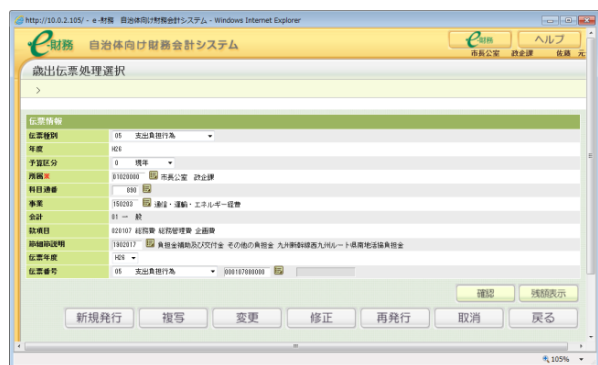 http://10.0.2.105/ - e-財務 自治体向け財務会計システム - Windows Internet Explorer
e-財務 自治体向け財務会計システム
e-財務 ヘルプ
市長公室 政企課 佐藤 元
歳出伝票処理選択
>
伝票情報
伝票種別 05 支出負担行為
年度 H26
予算区分 0 現年
所属※ 01020000 市長公室 政企課
科目通番 890
事業 150203 通信・運輸・エネルギー経費
会計 01 一 般
款項目 020107 総務費 総務管理費 企画費
節細節説明 1902017 負担金補助及び交付金 その他の負担金 九州新幹線西九州ルート県南地活協負担金
伝票年度 H26
伝票番号 05 支出負担行為 000107000000
確認 残額表示
新規発行 複写 変更 修正 再発行 取消 戻る
105%